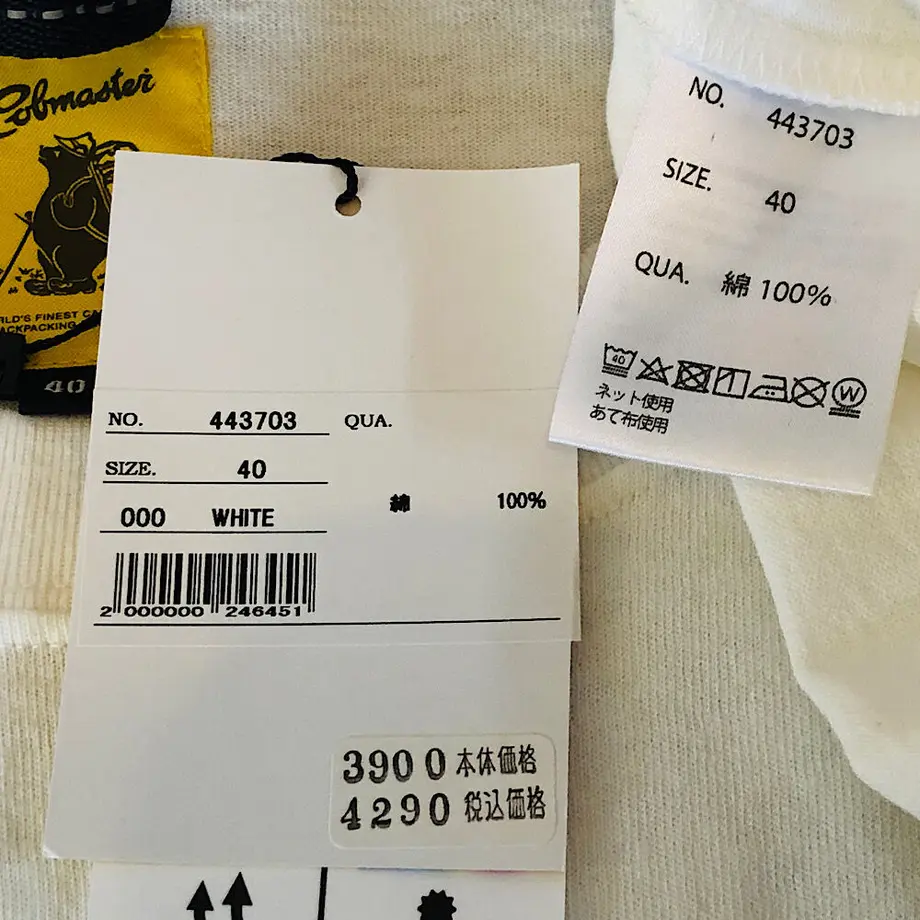 Cobmaster
RLD'S FINEST CA
ACKPACKING
40
NO. 443703
SIZE. 40
000 WHITE
QUA.
綿 100%
2 000000 246451
3900 本体価格
4290 税込価格
NO. 443703
SIZE. 40
QUA. 綿 100%
40
W
ネット使用
あて布使用